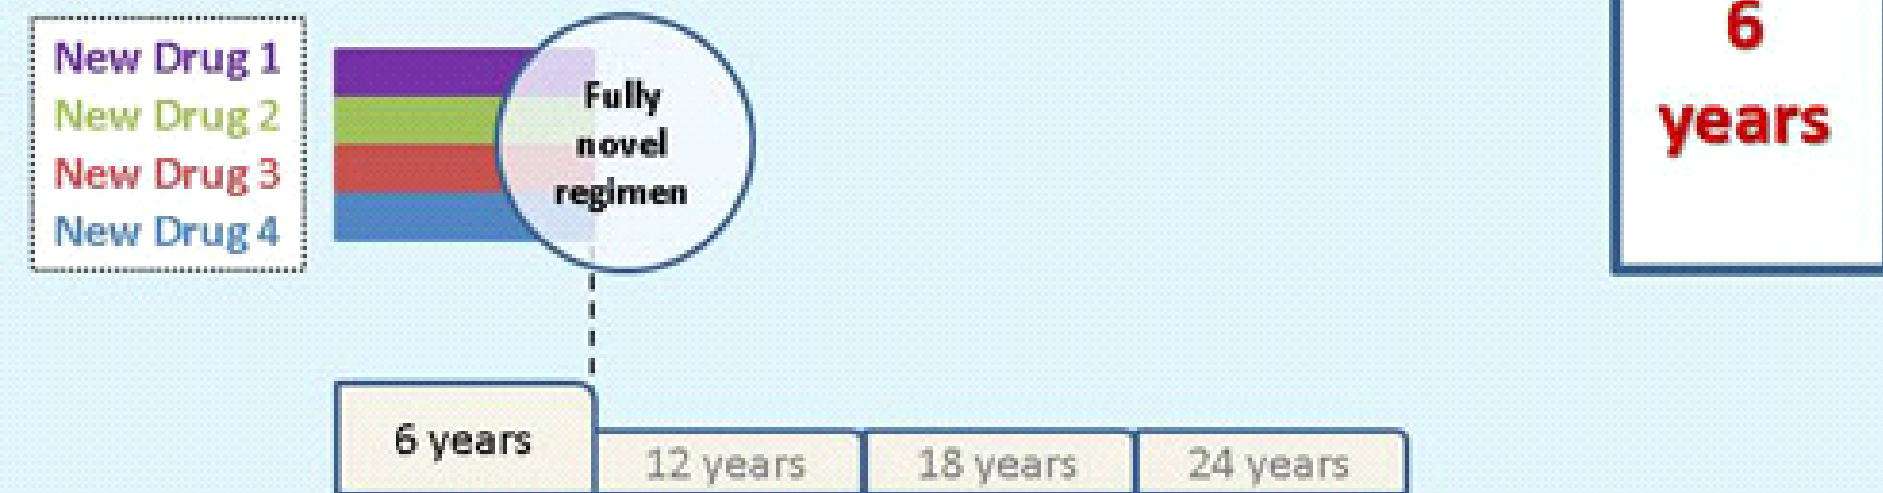 New Drug 1
New Drug 2
New Drug 3
New Drug 4
Fully
novel
regimen
6
years
6 years
12 years
18 years
24 years